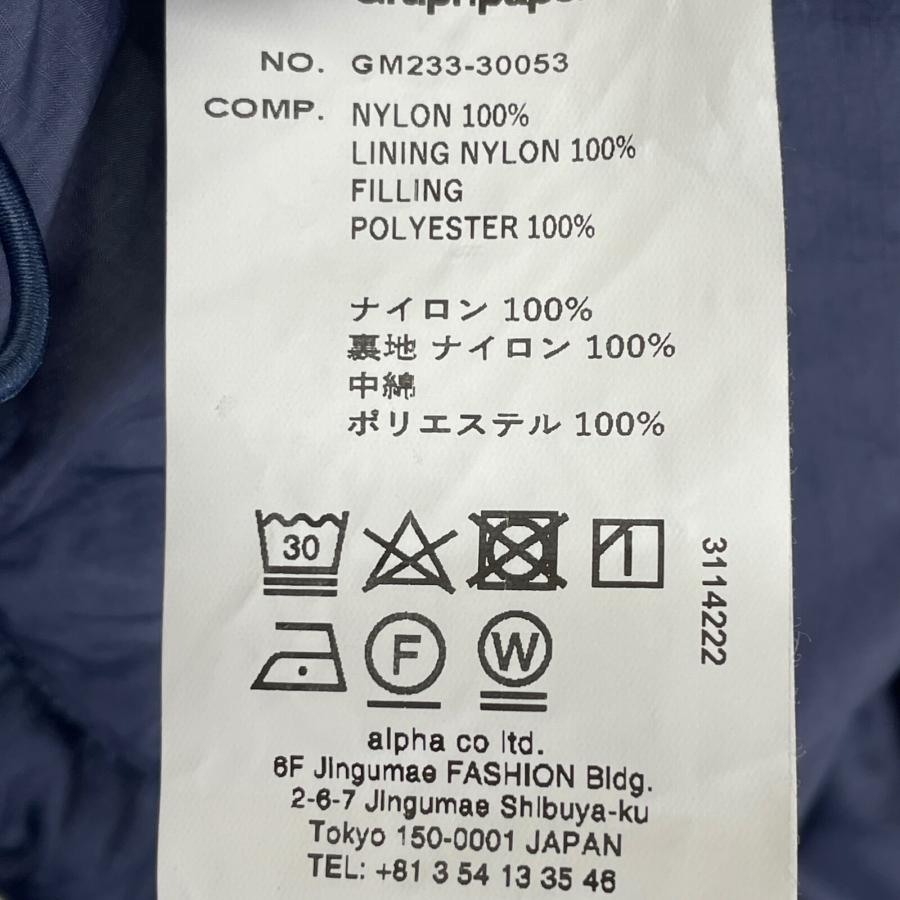 Graphpaper
NO. GM233-30053
COMP. NYLON 100%
LINING NYLON 100%
FILLING
POLYESTER 100%
ナイロン 100%
裏地 ナイロン 100%
中綿
ポリエステル 100%
30
F W
3114222
alpha co ltd.
6F Jingumae FASHION Bldg.
2-6-7 Jingumae Shibuya-ku
Tokyo 150-0001 JAPAN
TEL: +81 3 54 13 35 46